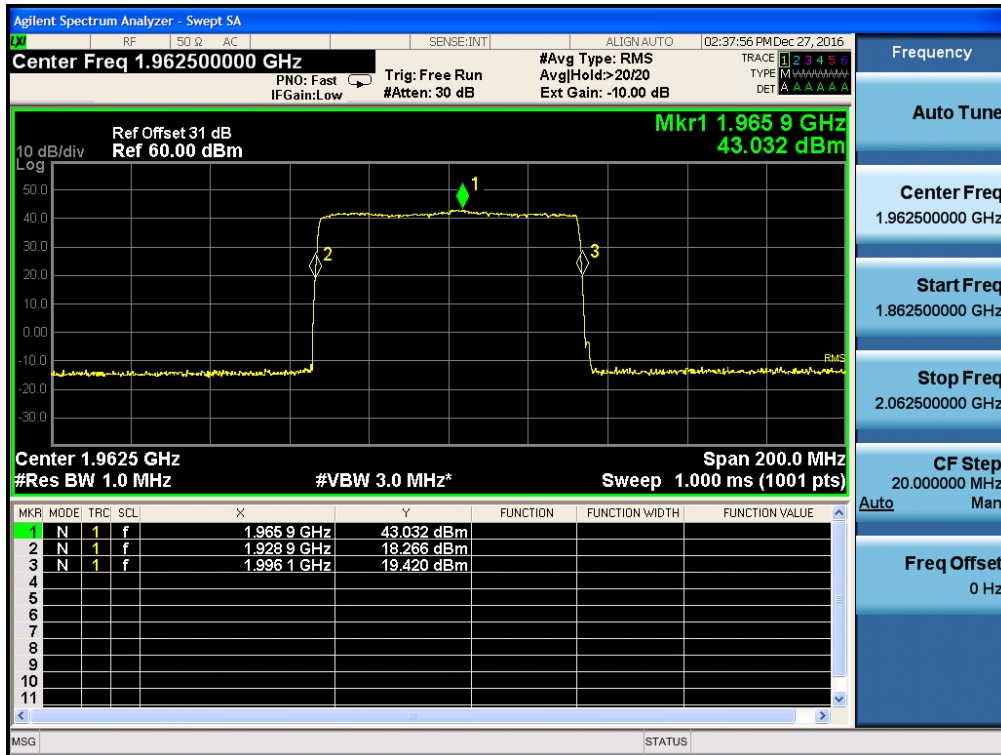 Agilent Spectrum Analyzer - Swept SA
LXI RF 50 Ω AC SENSE:INT ALIGN AUTO 02:37:56 PM Dec 27, 2016
Center Freq 1.962500000 GHz
PNO: Fast
IFGain:Low
Trig: Free Run
#Atten: 30 dB
#Avg Type: RMS
Avg|Hold:>20/20
Ext Gain: -10.00 dB
TRACE 1 2 3 4 5 6
TYPE M
DET A A A A A A
Mkr1 1.965 9 GHz
43.032 dBm
Ref Offset 31 dB
10 dB/div Ref 60.00 dBm
Log
50.0
40.0
30.0
20.0
10.0
0.00
-10.0
-20.0
-30.0
1
2
3
RMS
Center 1.9625 GHz Span 200.0 MHz
#Res BW 1.0 MHz #VBW 3.0 MHz* Sweep 1.000 ms (1001 pts)
MKR MODE TRC SCL X Y FUNCTION FUNCTION WIDTH FUNCTION VALUE
1 N 1 f 1.965 9 GHz 43.032 dBm
2 N 1 f 1.928 9 GHz 18.266 dBm
3 N 1 f 1.996 1 GHz 19.420 dBm
4
5
6
7
8
9
10
11
MSG STATUS
Frequency
Auto Tune
Center Freq
1.962500000 GHz
Start Freq
1.862500000 GHz
Stop Freq
2.062500000 GHz
CF Step
20.000000 MHz
Auto Man
Freq Offset
0 Hz